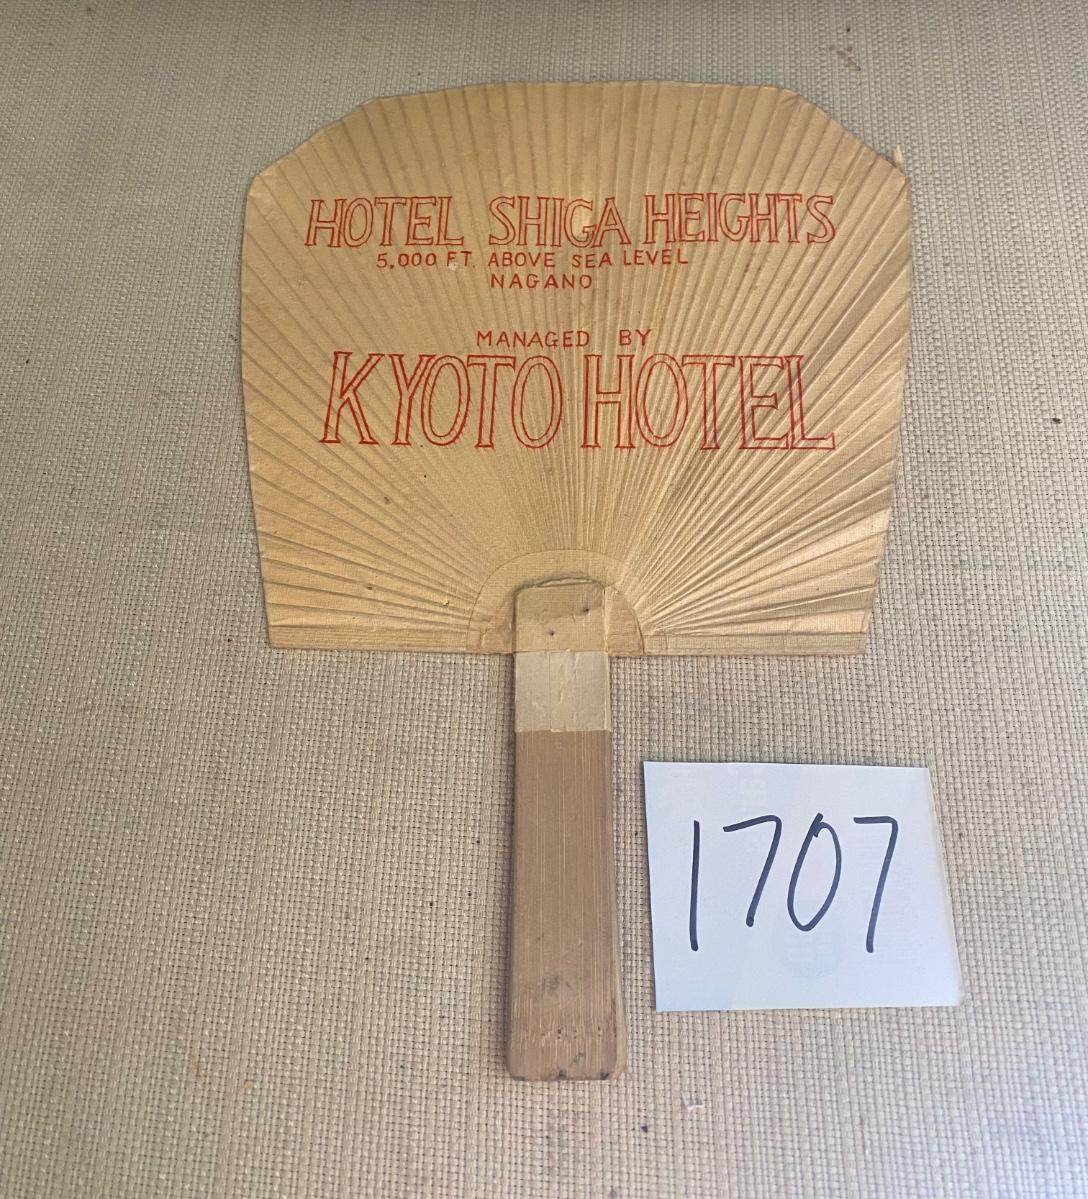 HOTEL SHIGA HEIGHTS
5,000 FT. ABOVE SEA LEVEL
NAGANO
MANAGED BY
KYOTO HOTEL
1707